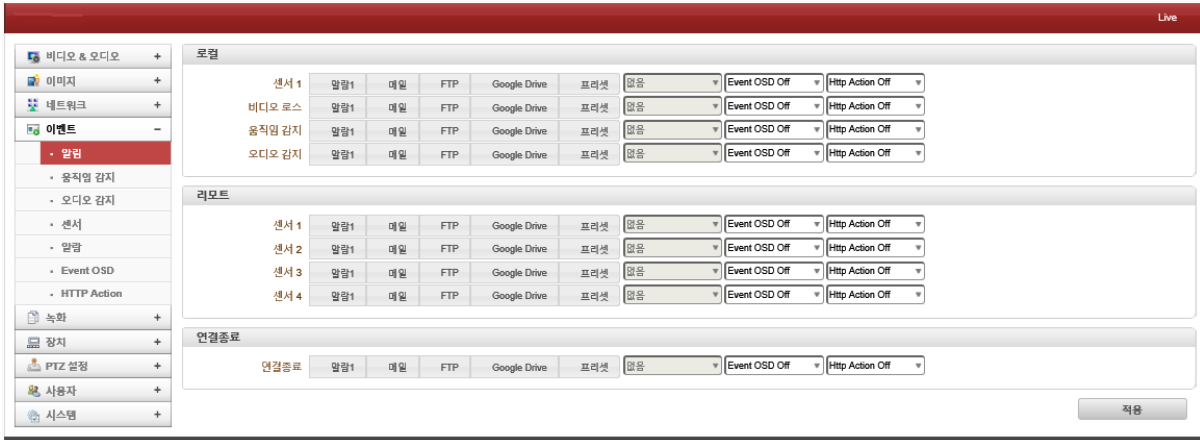 Live
비디오 & 오디오 +
이미지 +
네트워크 +
이벤트 −
· 알림
· 움직임 감지
· 오디오 감지
· 센서
· 알람
· Event OSD
· HTTP Action
녹화 +
장치 +
PTZ 설정 +
사용자 +
시스템 +
로컬
센서 1 알람1 메일 FTP Google Drive 프리셋 없음 Event OSD Off Http Action Off
비디오 로스 알람1 메일 FTP Google Drive 프리셋 없음 Event OSD Off Http Action Off
움직임 감지 알람1 메일 FTP Google Drive 프리셋 없음 Event OSD Off Http Action Off
오디오 감지 알람1 메일 FTP Google Drive 프리셋 없음 Event OSD Off Http Action Off
리모트
센서 1 알람1 메일 FTP Google Drive 프리셋 없음 Event OSD Off Http Action Off
센서 2 알람1 메일 FTP Google Drive 프리셋 없음 Event OSD Off Http Action Off
센서 3 알람1 메일 FTP Google Drive 프리셋 없음 Event OSD Off Http Action Off
센서 4 알람1 메일 FTP Google Drive 프리셋 없음 Event OSD Off Http Action Off
연결종료
연결종료 알람1 메일 FTP Google Drive 프리셋 없음 Event OSD Off Http Action Off
적용